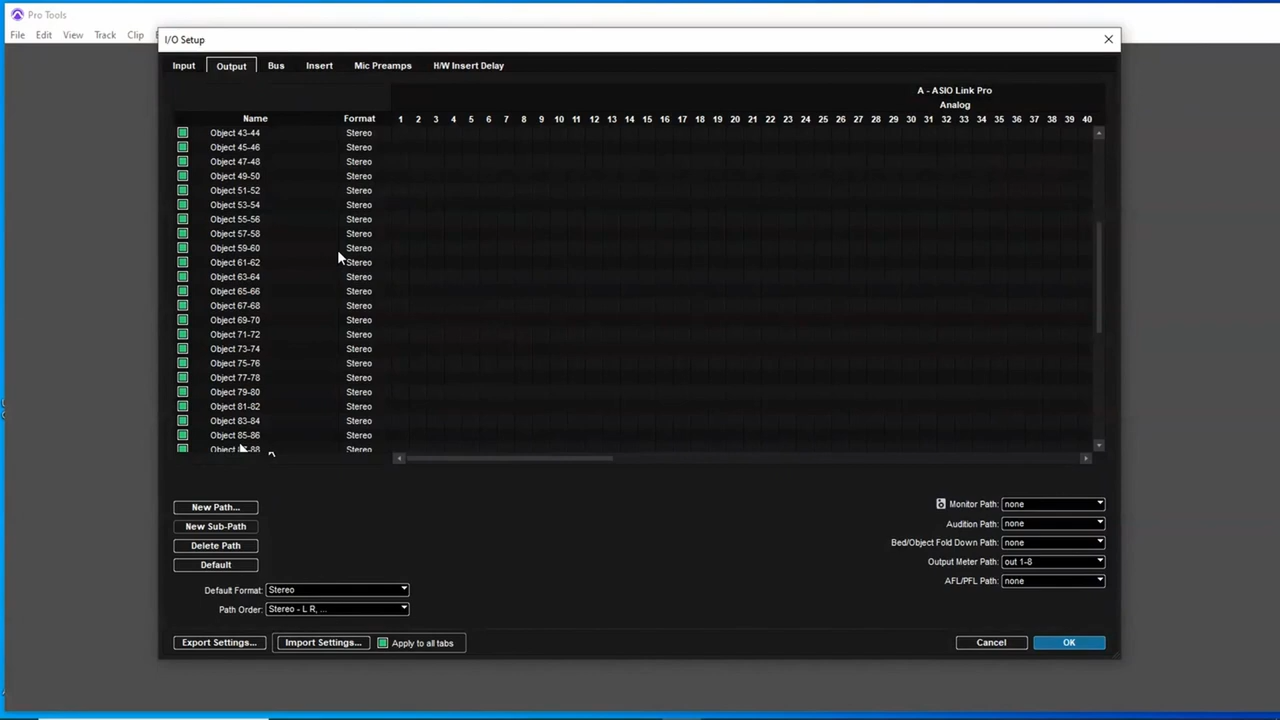 Pro Tools
File Edit View Track Clip
I/O Setup
Input Output Bus Insert Mic Preamps H/W Insert Delay
A - ASIO Link Pro
Analog
Name Format 1 2 3 4 5 6 7 8 9 10 11 12 13 14 15 16 17 18 19 20 21 22 23 24 25 26 27 28 29 30 31 32 33 34 35 36 37 38 39 40
Object 43-44 Stereo
Object 45-46 Stereo
Object 47-48 Stereo
Object 49-50 Stereo
Object 51-52 Stereo
Object 53-54 Stereo
Object 55-56 Stereo
Object 57-58 Stereo
Object 59-60 Stereo
Object 61-62 Stereo
Object 63-64 Stereo
Object 65-66 Stereo
Object 67-68 Stereo
Object 69-70 Stereo
Object 71-72 Stereo
Object 73-74 Stereo
Object 75-76 Stereo
Object 77-78 Stereo
Object 79-80 Stereo
Object 81-82 Stereo
Object 83-84 Stereo
Object 85-86 Stereo
Stereo
New Path...
New Sub-Path
Delete Path
Default
Default Format: Stereo
Path Order: Stereo - L R, ...
Monitor Path: none
Audition Path: none
Bed/Object Fold Down Path: none
Output Meter Path: out 1-8
AFL/PFL Path: none
Export Settings... Import Settings... Apply to all tabs Cancel OK